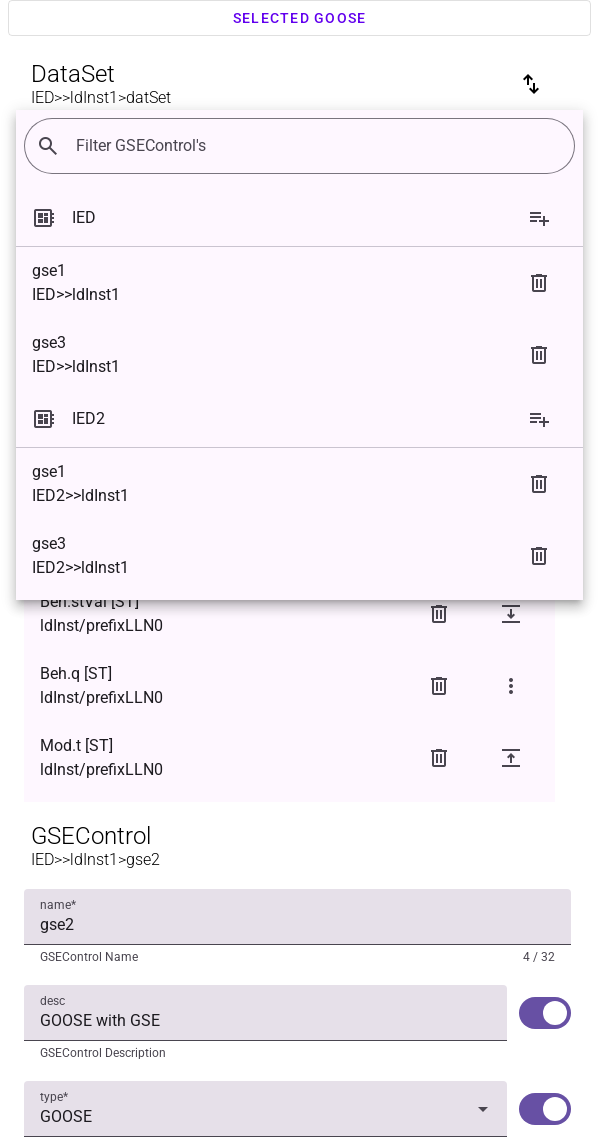 SELECTED GOOSE
DataSet
IED>>ldInst1>datSet
Filter GSEControl's
IED
gse1
IED>>ldInst1
gse3
IED>>ldInst1
IED2
gse1
IED2>>ldInst1
gse3
IED2>>ldInst1
Beh.stVal [ST]
ldInst/prefixLLN0
Beh.q [ST]
ldInst/prefixLLN0
Mod.t [ST]
ldInst/prefixLLN0
GSEControl
IED>>ldInst1>gse2
name*
gse2
GSEControl Name 4 / 32
desc
GOOSE with GSE
GSEControl Description
type*
GOOSE